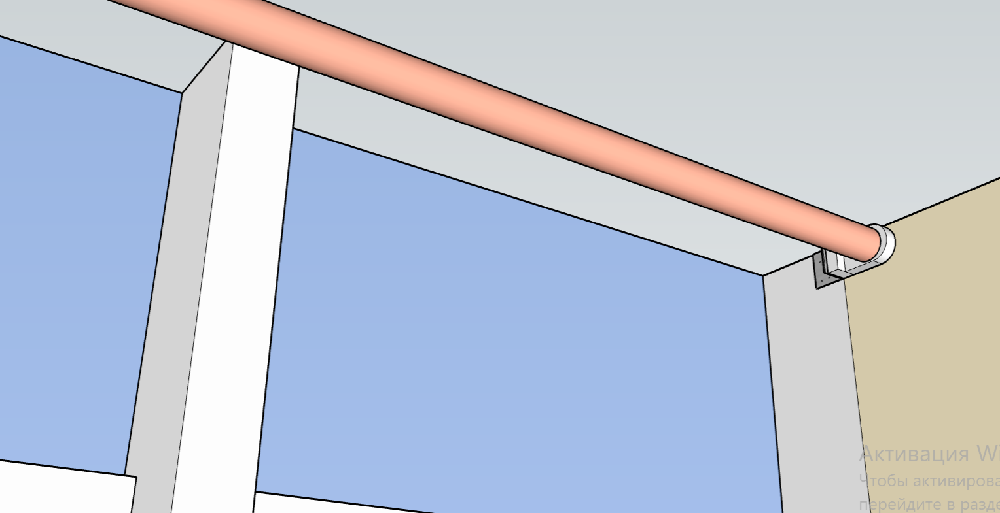 Активация W
Чтобы активирова
перейдите в разде